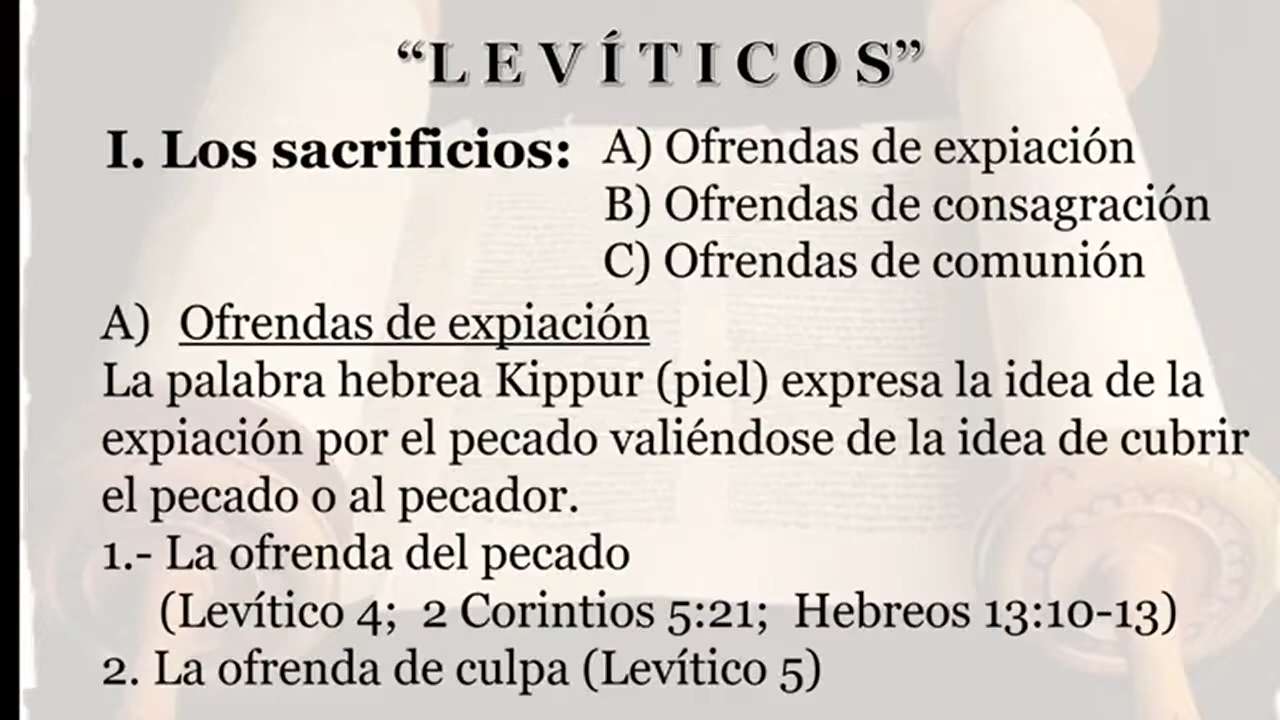 “LEVÍTICOS”
I. Los sacrificios: A) Ofrendas de expiación
B) Ofrendas de consagración
C) Ofrendas de comunión
A) Ofrendas de expiación
La palabra hebrea Kippur (piel) expresa la idea de la
expiación por el pecado valiéndose de la idea de cubrir
el pecado o al pecador.
1.- La ofrenda del pecado
(Levítico 4; 2 Corintios 5:21; Hebreos 13:10-13)
2. La ofrenda de culpa (Levítico 5)